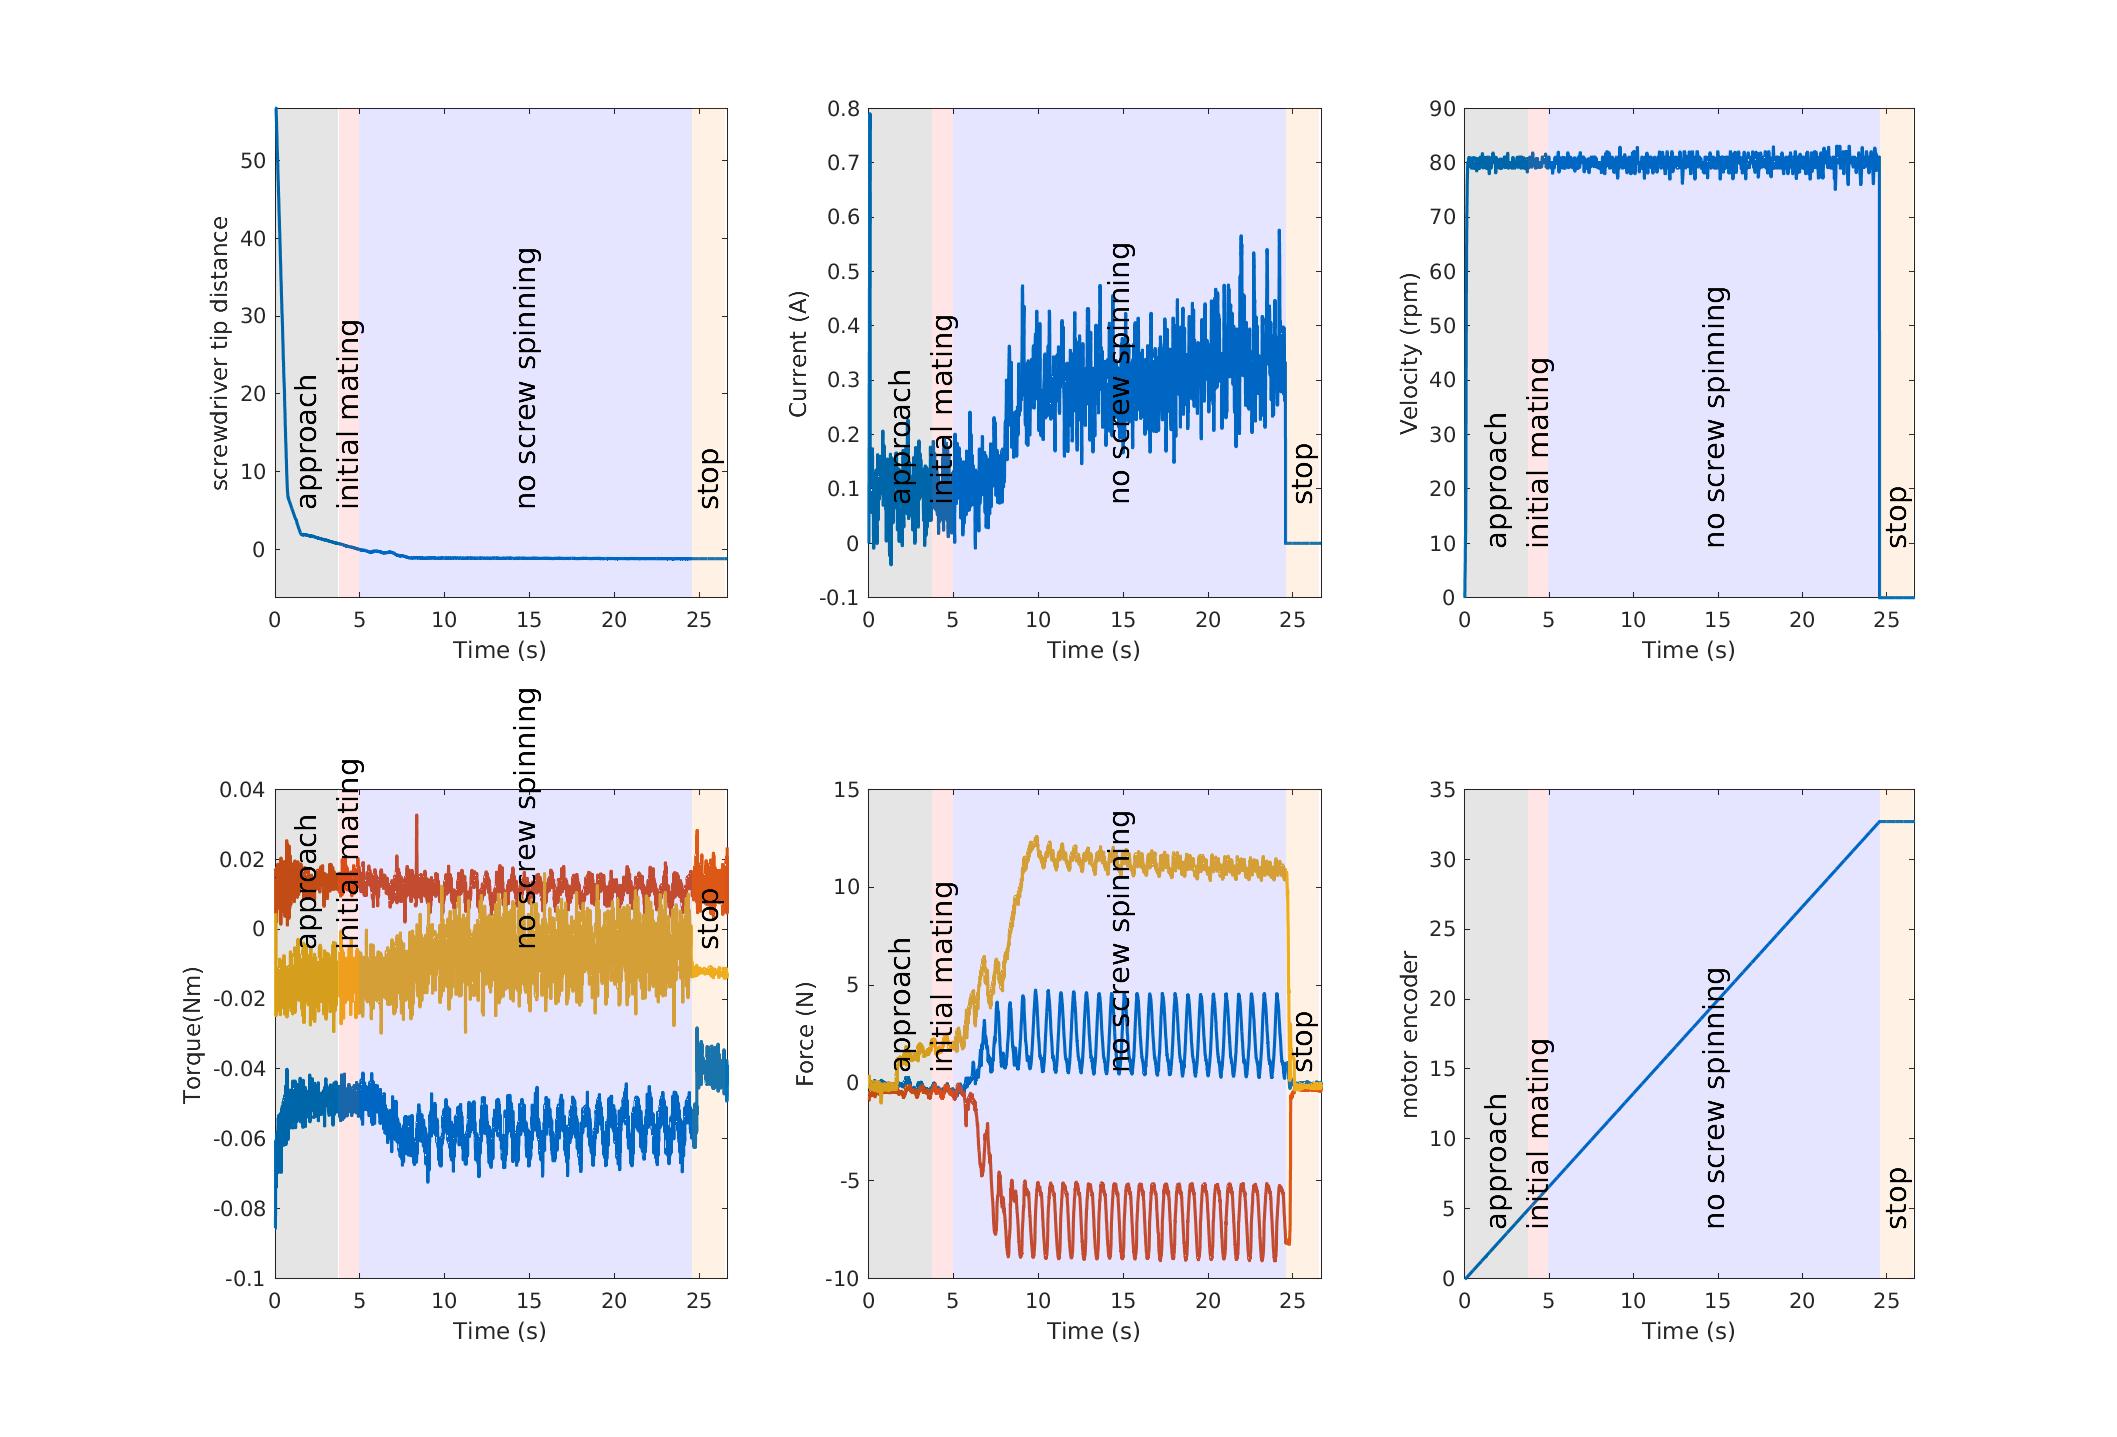 50
40
30
20
10
0
screwdriver tip distance
approach
initial mating
no screw spinning
stop
0 5 10 15 20 25
Time (s)
0.8
0.7
0.6
0.5
0.4
0.3
0.2
0.1
0
-0.1
Current (A)
approach
initial mating
no screw spinning
stop
0 5 10 15 20 25
Time (s)
90
80
70
60
50
40
30
20
10
0
Velocity (rpm)
approach
initial mating
no screw spinning
stop
0 5 10 15 20 25
Time (s)
0.04
0.02
0
-0.02
-0.04
-0.06
-0.08
-0.1
Torque(Nm)
approach
initial mating
no screw spinning
stop
0 5 10 15 20 25
Time (s)
15
10
5
0
-5
-10
Force (N)
approach
initial mating
no screw spinning
stop
0 5 10 15 20 25
Time (s)
35
30
25
20
15
10
5
0
motor encoder
approach
initial mating
no screw spinning
stop
0 5 10 15 20 25
Time (s)